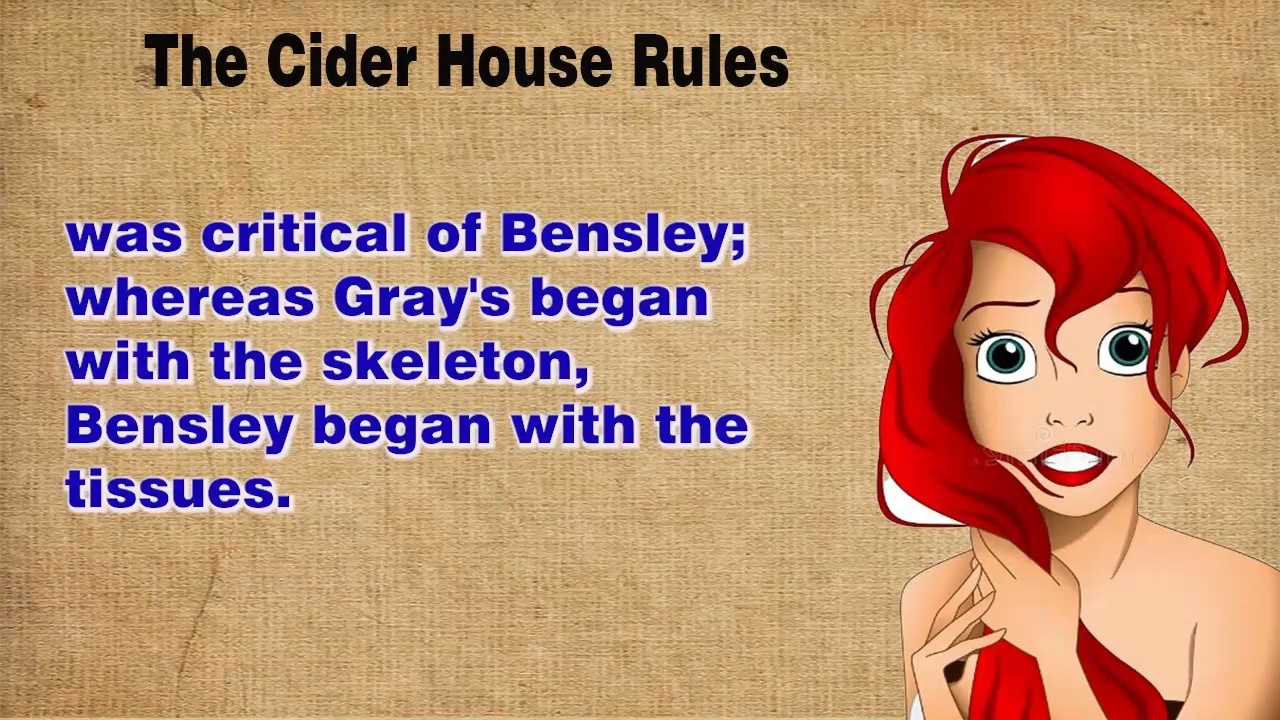 The Cider House Rules
was critical of Bensley;
whereas Gray's began
with the skeleton,
Bensley began with the
tissues.